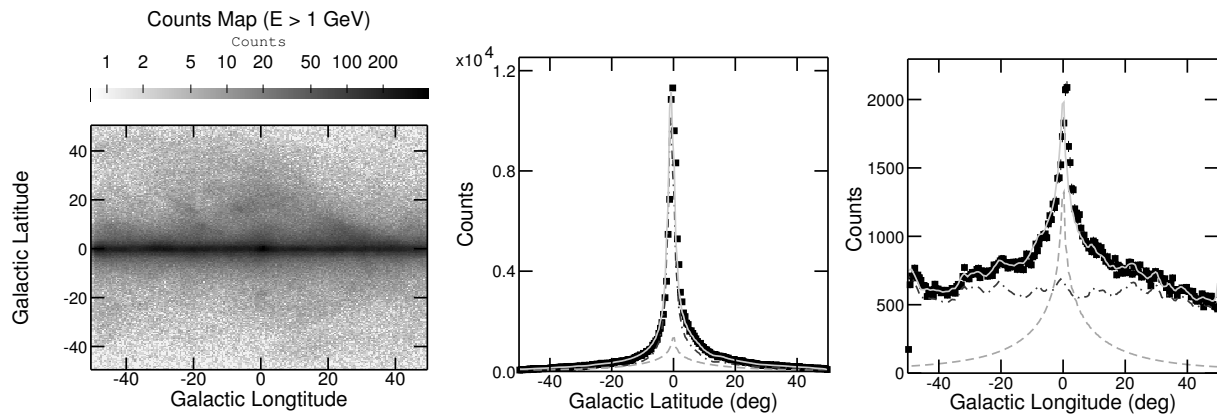 Counts Map (E > 1 GeV)
Counts
1 2 5 10 20 50 100 200
Galactic Latitude
40
20
0
-20
-40
-40 -20 0 20 40
Galactic Longtitude
x10^4
Counts
1.2
0.8
0.4
0.0
-40 -20 0 20 40
Galactic Latitude (deg)
Counts
2000
1500
1000
500
0
-40 -20 0 20 40
Galactic Longitude (deg)